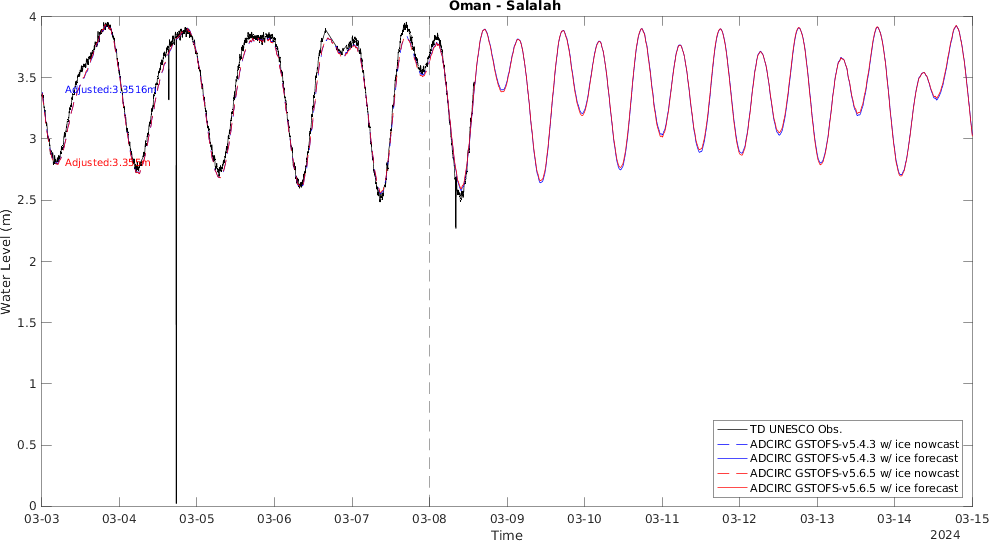 Oman - Salalah
4
3.5
3
2.5
2
1.5
1
0.5
0
Water Level (m)
Adjusted:3.3516m
TD UNESCO Obs.
ADCIRC GSTOFS-v5.4.3 w/ ice nowcast
ADCIRC GSTOFS-v5.4.3 w/ ice forecast
ADCIRC GSTOFS-v5.6.5 w/ ice nowcast
ADCIRC GSTOFS-v5.6.5 w/ ice forecast
03-03 03-04 03-05 03-06 03-07 03-08 03-09 03-10 03-11 03-12 03-13 03-14 03-15
Time
2024